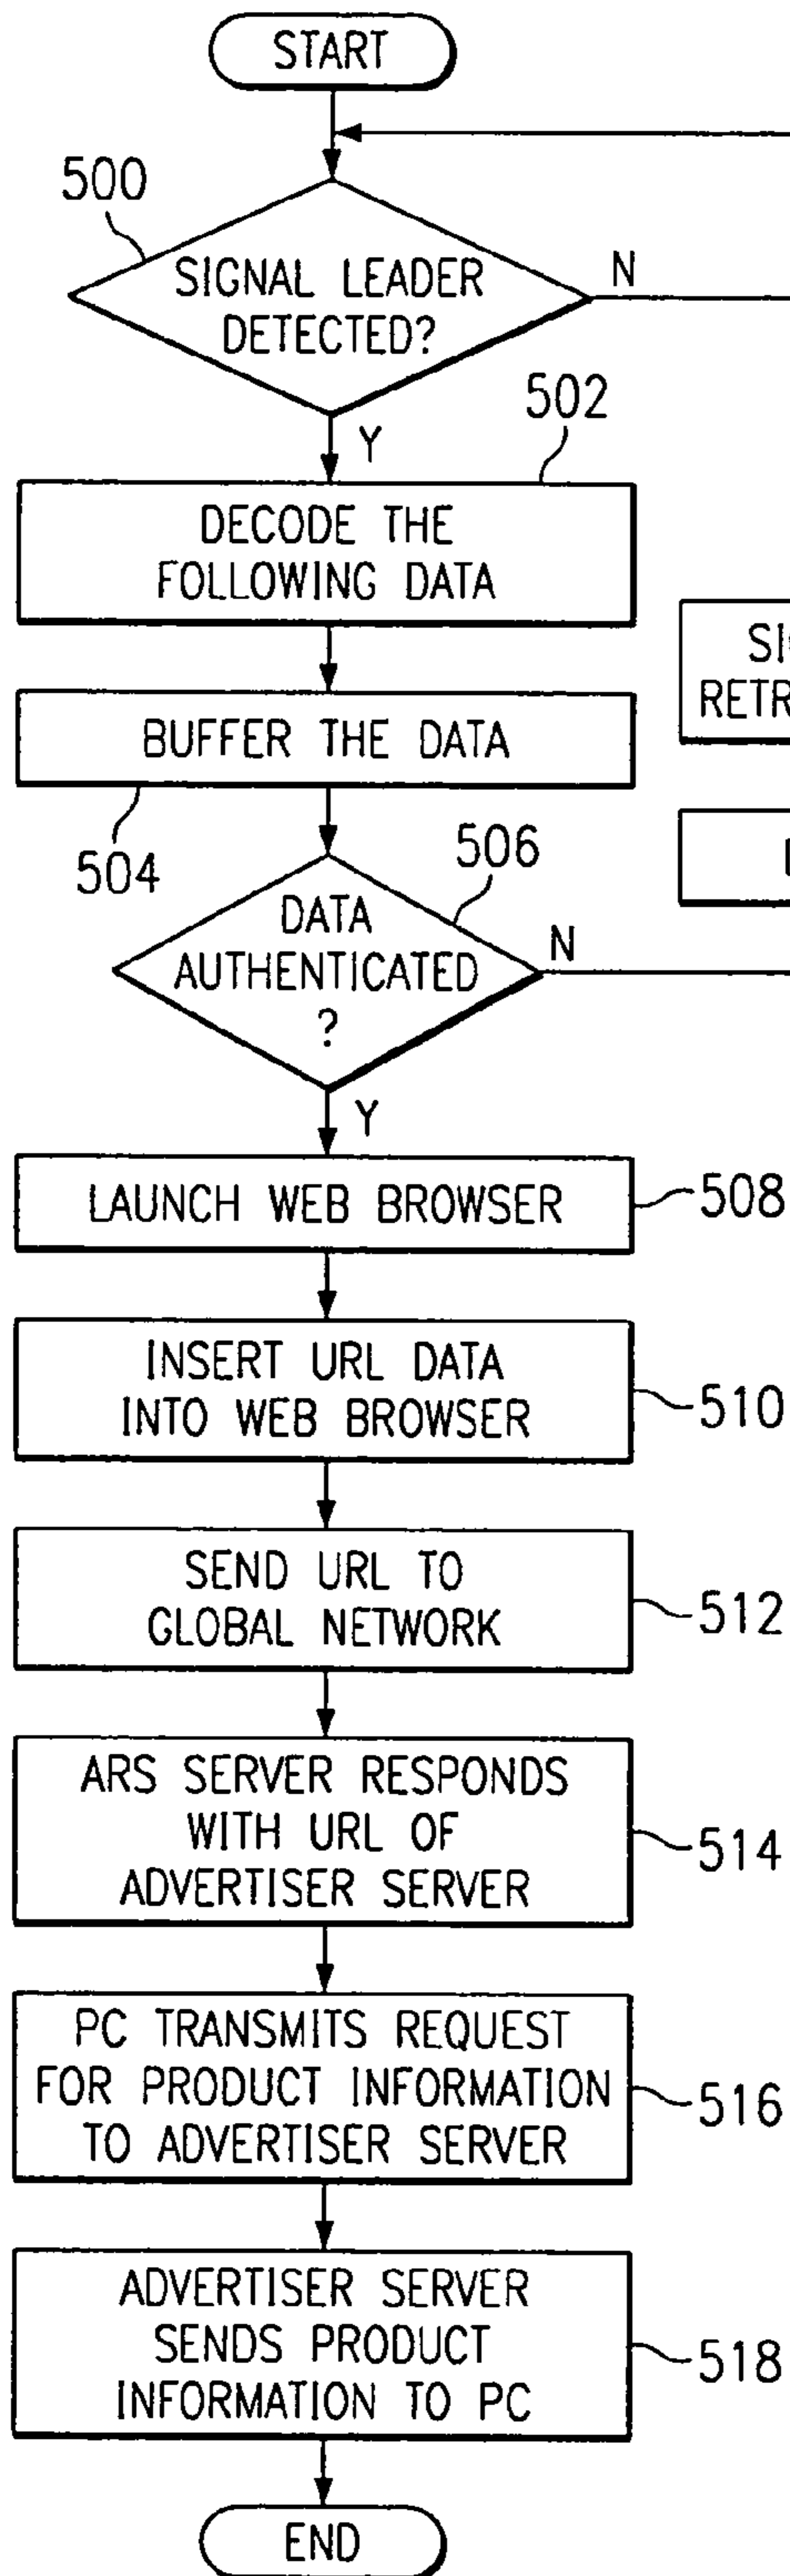 START
500
SIGNAL LEADER
DETECTED?
N
Y
502
DECODE THE
FOLLOWING DATA
BUFFER THE DATA
504
506
DATA
AUTHENTICATED
?
N
Y
LAUNCH WEB BROWSER
508
INSERT URL DATA
INTO WEB BROWSER
510
SEND URL TO
GLOBAL NETWORK
512
ARS SERVER RESPONDS
WITH URL OF
ADVERTISER SERVER
514
PC TRANSMITS REQUEST
FOR PRODUCT INFORMATION
TO ADVERTISER SERVER
516
ADVERTISER SERVER
SENDS PRODUCT
INFORMATION TO PC
518
END